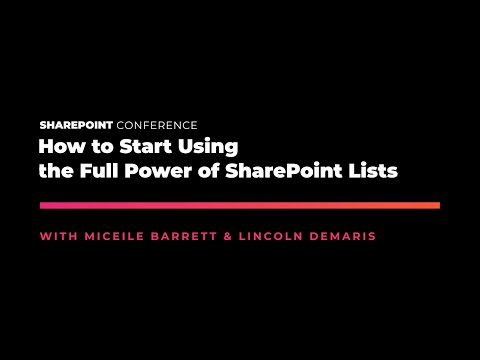 SHAREPOINT CONFERENCE
How to Start Using
the Full Power of SharePoint Lists
WITH MICEILE BARRETT & LINCOLN DEMARIS